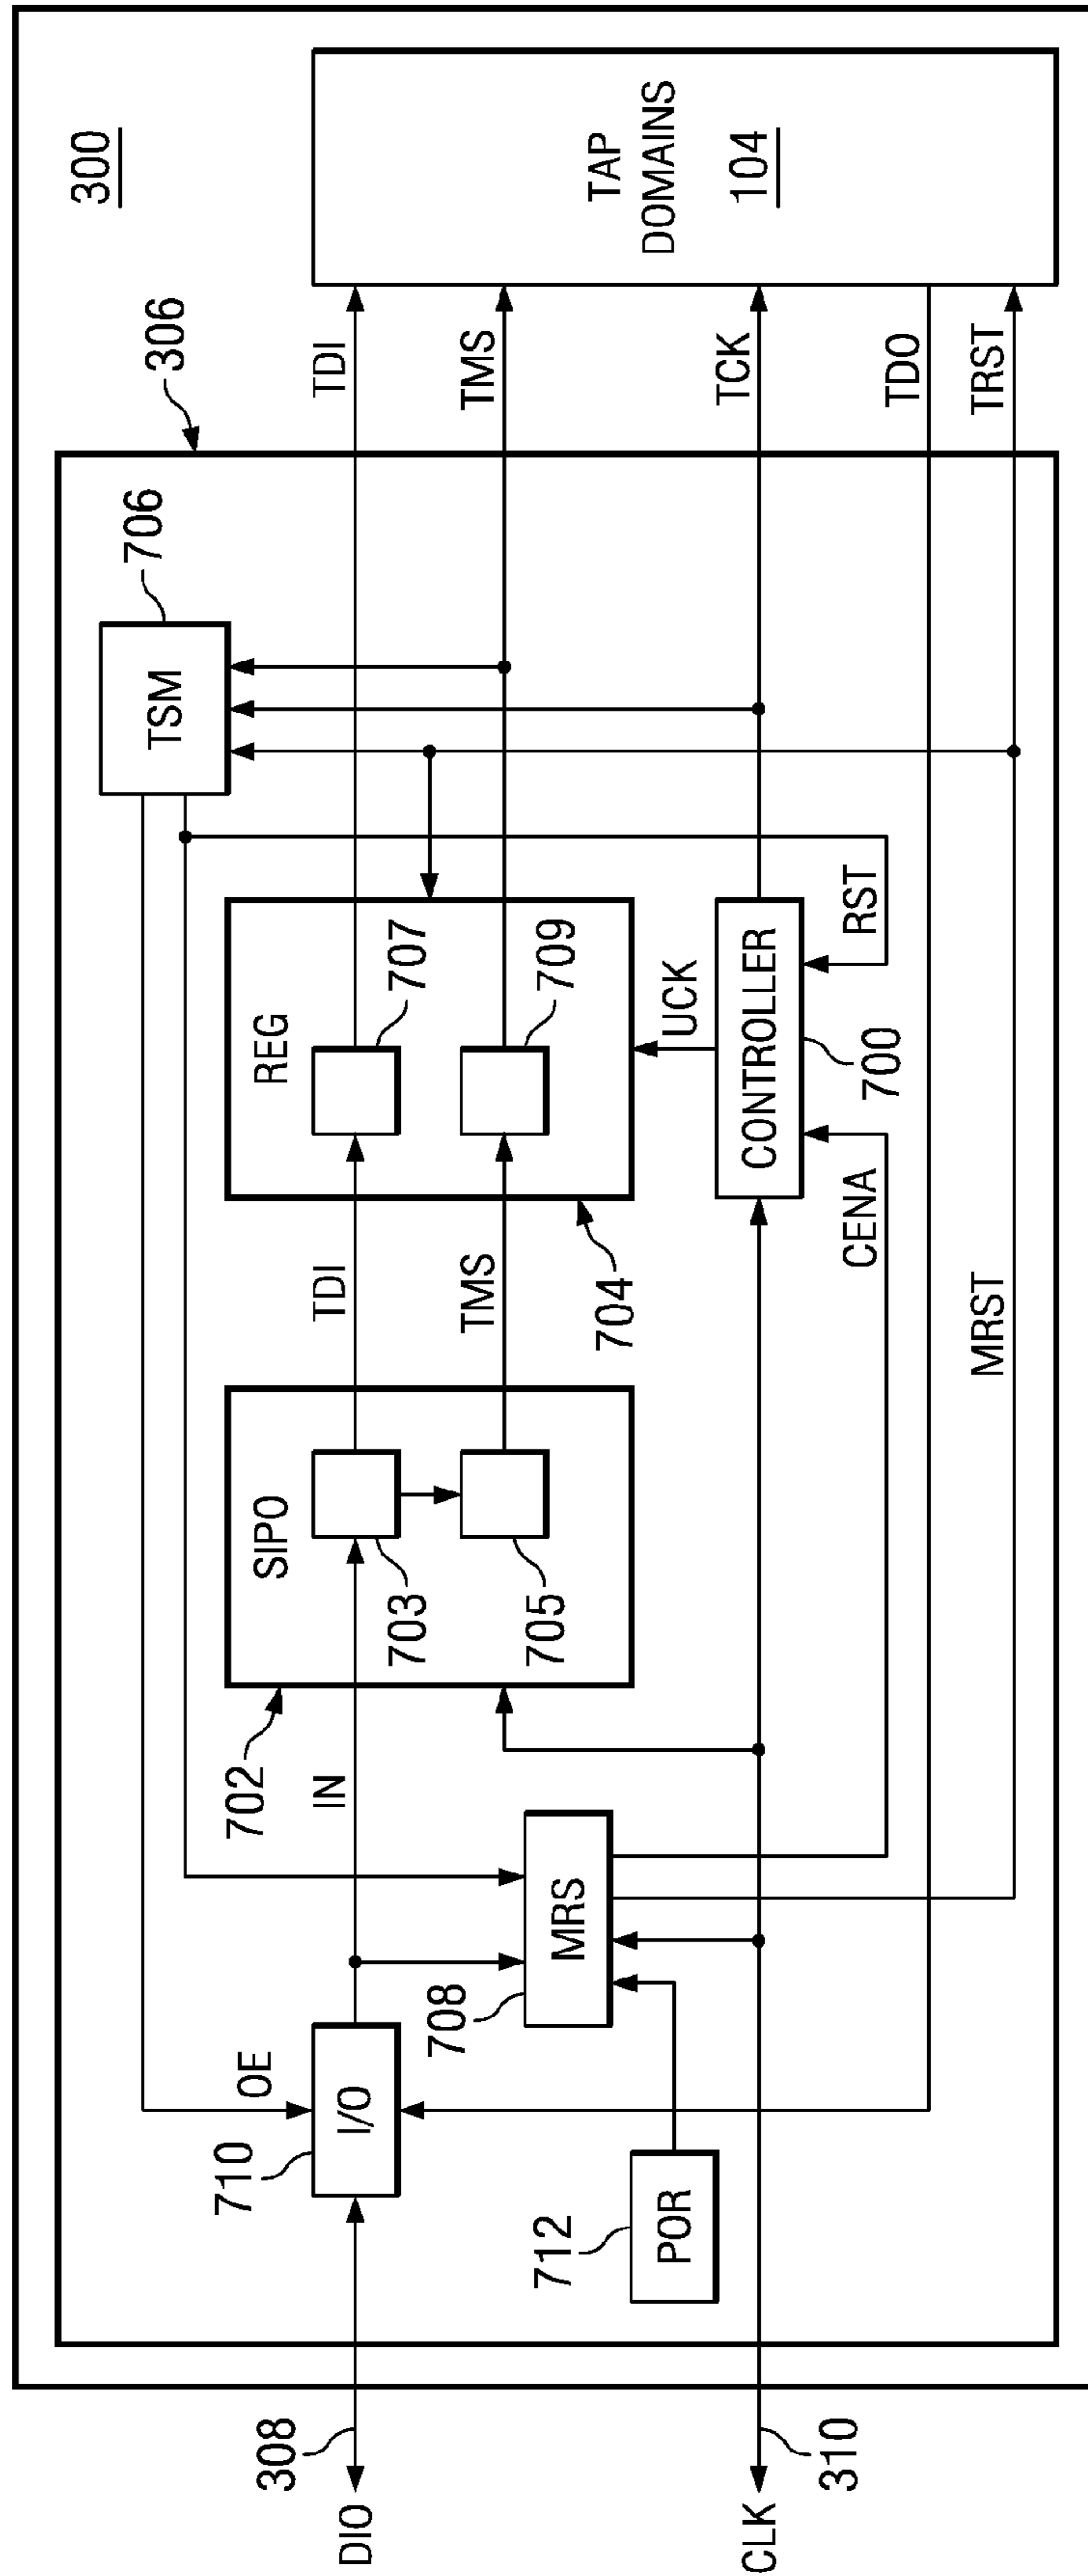 300
306
706
TSM
TDI
TMS
TCK
TDO
TRST
TAP
DOMAINS
104
OE
702
IN
SIPO
703
705
TDI
TMS
REG
707
709
704
UCK
710
I/O
708
MRS
712
POR
CONTROLLER
700
CENA
RST
MRST
308
DIO
310
CLK